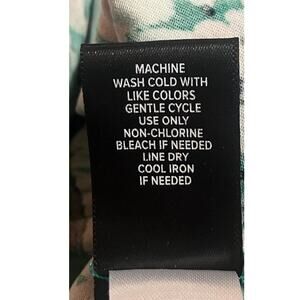 MACHINE
WASH COLD WITH
LIKE COLORS
GENTLE CYCLE
USE ONLY
NON-CHLORINE
BLEACH IF NEEDED
LINE DRY
COOL IRON
IF NEEDED